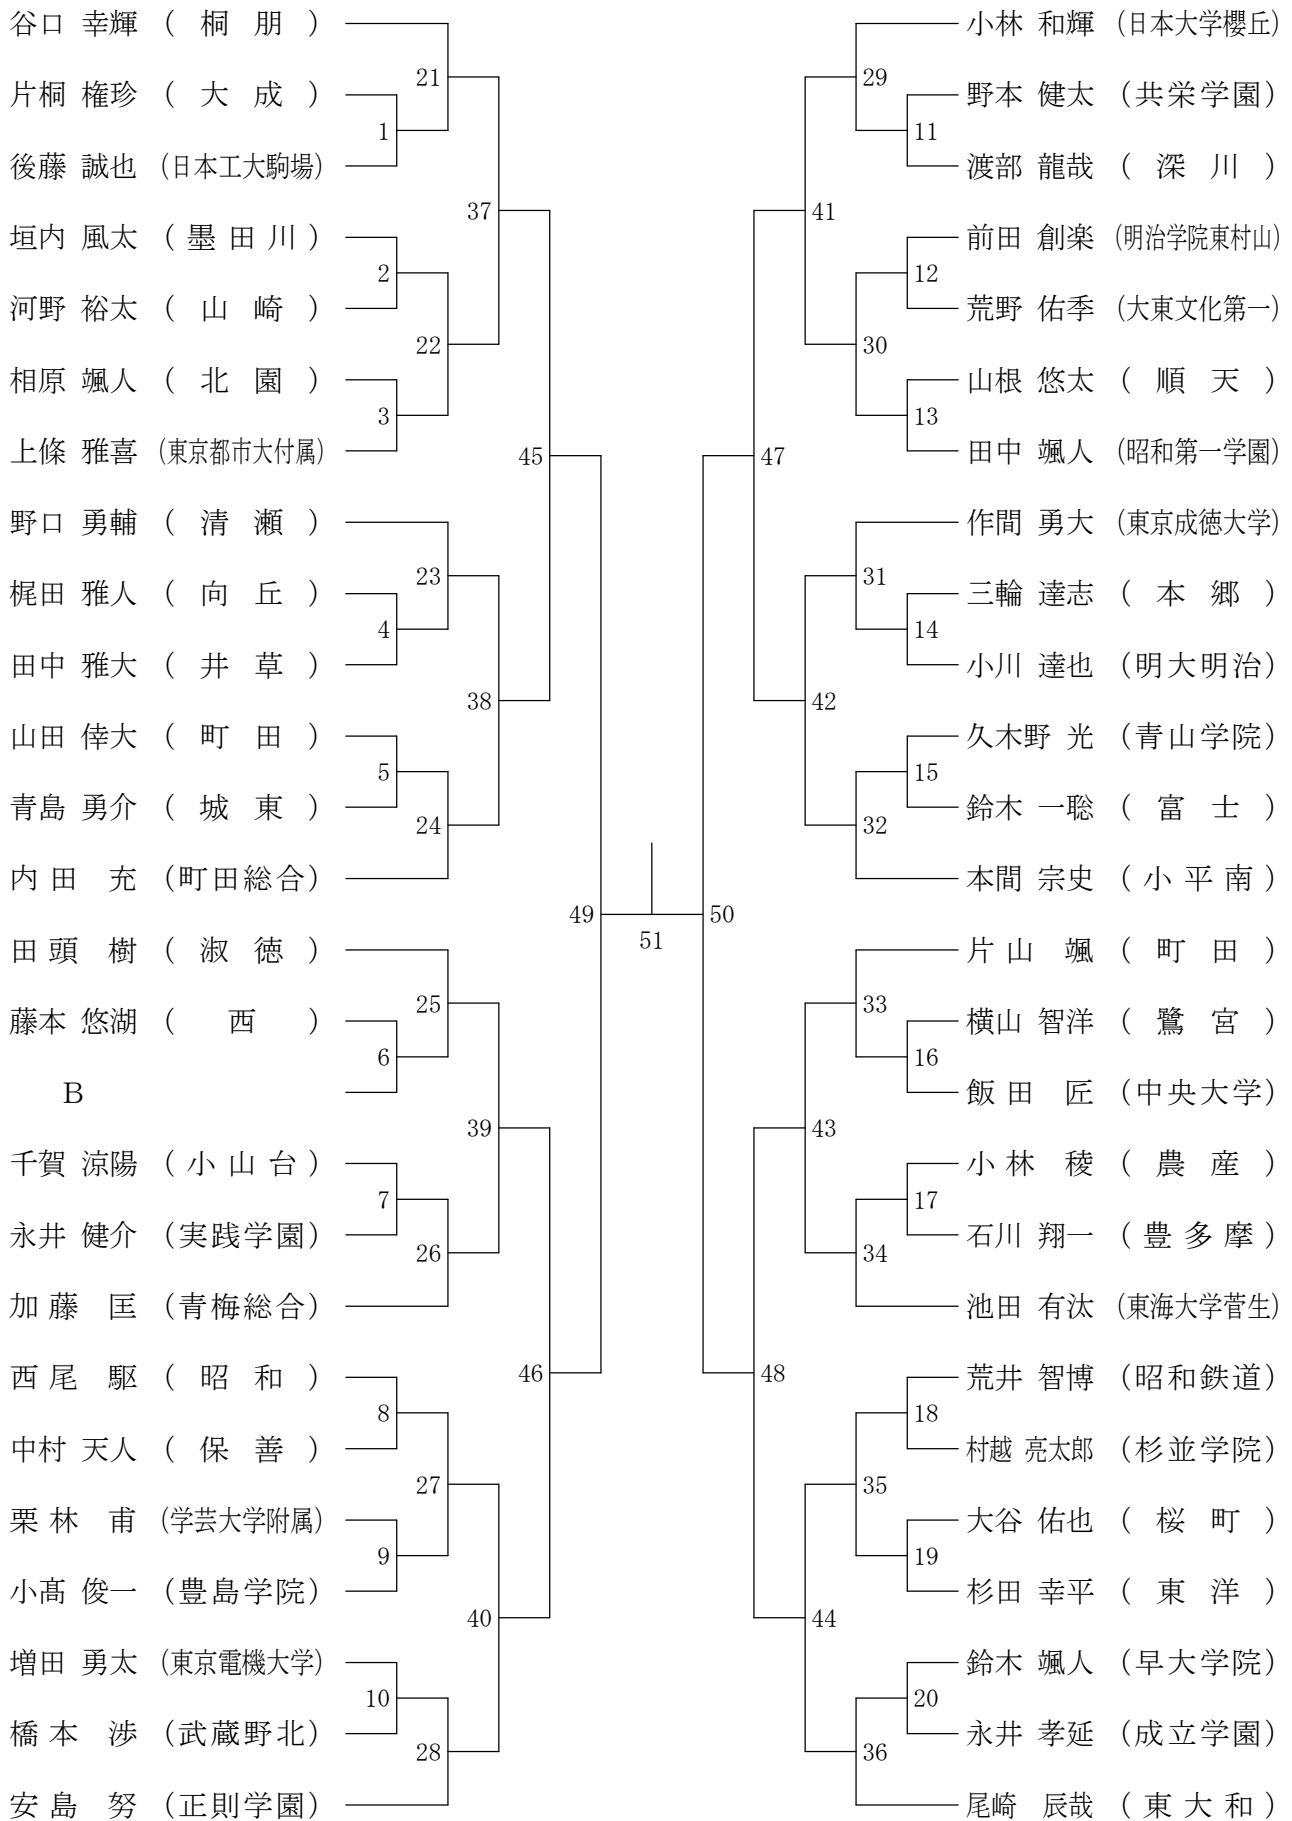 谷口 幸輝 ( 桐 朋 )
21
片桐 権珍 ( 大 成 )
1
後藤 誠也 (日本工大駒場)
37
垣内 風太 ( 墨 田 川 )
2
河野 裕太 ( 山 崎 )
22
相原 颯人 ( 北 園 )
3
上條 雅喜 (東京都市大付属)
45
野口 勇輔 ( 清 瀬 )
23
梶田 雅人 ( 向 丘 )
4
田中 雅大 ( 井 草 )
38
山田 倖大 ( 町 田 )
5
青島 勇介 ( 城 東 )
24
内 田 充 (町田総合)
49
田 頭 樹 ( 淑 徳 )
25
藤本 悠湖 ( 西 )
6
B
39
千賀 涼陽 ( 小 山 台 )
7
永井 健介 (実践学園)
26
加 藤 匡 (青梅総合)
46
西 尾 駆 ( 昭 和 )
8
中村 天人 ( 保 善 )
27
栗 林 甫 (学芸大学附属)
9
小髙 俊一 (豊島学院)
40
増田 勇太 (東京電機大学)
10
橋 本 渉 (武蔵野北)
28
安 島 努 (正則学園)
51
小林 和輝 (日本大学櫻丘)
29
野本 健太 (共栄学園)
11
渡部 龍哉 ( 深 川 )
41
前田 創楽 (明治学院東村山)
12
荒野 佑季 (大東文化第一)
30
山根 悠太 ( 順 天 )
13
田中 颯人 (昭和第一学園)
47
作間 勇大 (東京成徳大学)
31
三輪 達志 ( 本 郷 )
14
小川 達也 (明大明治)
42
久木野 光 (青山学院)
15
鈴木 一聡 ( 富 士 )
32
本間 宗史 ( 小 平 南 )
50
片 山 颯 ( 町 田 )
33
横山 智洋 ( 鷺 宮 )
16
飯 田 匠 (中央大学)
43
小 林 稜 ( 農 産 )
17
石川 翔一 ( 豊 多 摩 )
34
池田 有汰 (東海大学菅生)
48
荒井 智博 (昭和鉄道)
18
村越 亮太郎 (杉並学院)
35
大谷 佑也 ( 桜 町 )
19
杉田 幸平 ( 東 洋 )
44
鈴木 颯人 (早大学院)
20
永井 孝延 (成立学園)
36
尾崎 辰哉 ( 東 大 和 )